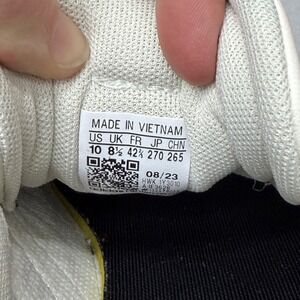 MADE IN VIETNAM
US UK FR JP CHN
10 8½ 42⅔ 270 265
08/23